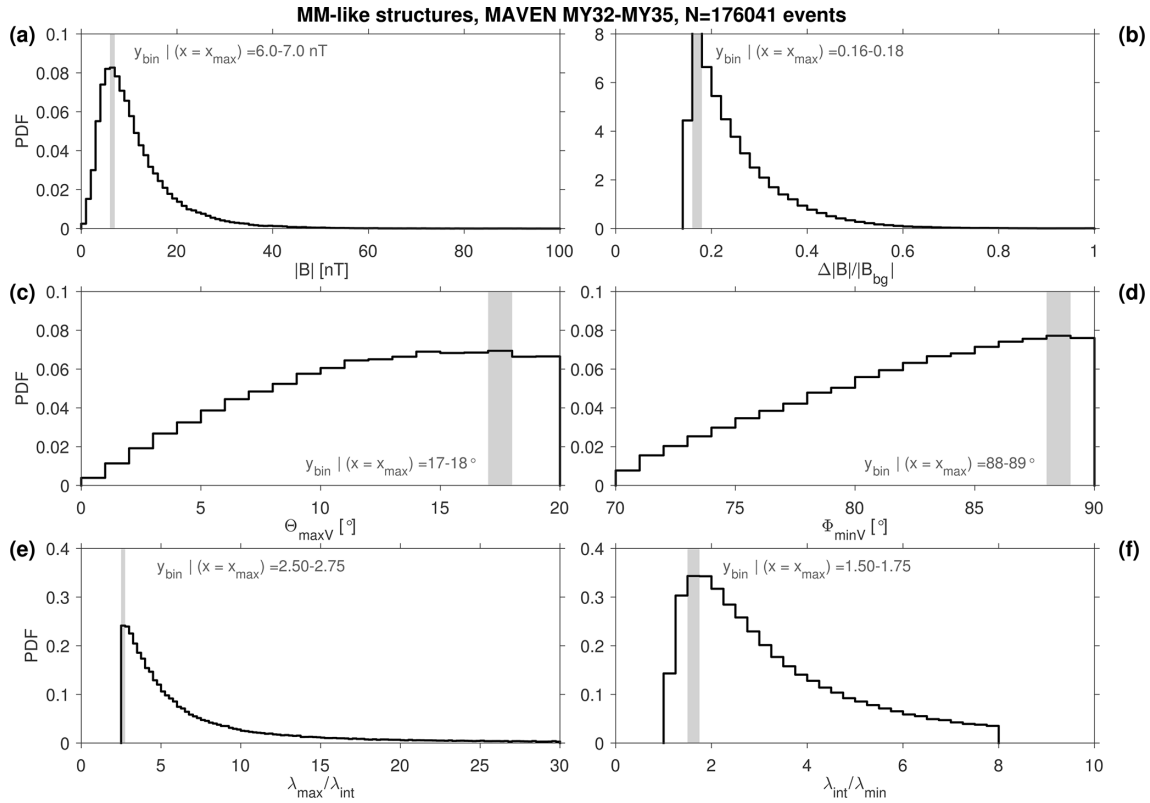 MM-like structures, MAVEN MY32-MY35, N=176041 events
(a)
y_bin | (x = x_max) =6.0-7.0 nT
PDF
0.1
0.08
0.06
0.04
0.02
0
0 20 40 60 80 100
|B| [nT]
(b)
y_bin | (x = x_max) =0.16-0.18
8
6
4
2
0
0 0.2 0.4 0.6 0.8 1
Δ|B|/|B_bg|
(c)
y_bin | (x = x_max) =17-18°
PDF
0.1
0.08
0.06
0.04
0.02
0
0 5 10 15 20
Θ_maxV [°]
(d)
y_bin | (x = x_max) =88-89°
0.1
0.08
0.06
0.04
0.02
0
70 75 80 85 90
Φ_minV [°]
(e)
y_bin | (x = x_max) =2.50-2.75
PDF
0.4
0.3
0.2
0.1
0
0 5 10 15 20 25 30
λ_max/λ_int
(f)
y_bin | (x = x_max) =1.50-1.75
0.4
0.3
0.2
0.1
0
0 2 4 6 8 10
λ_int/λ_min